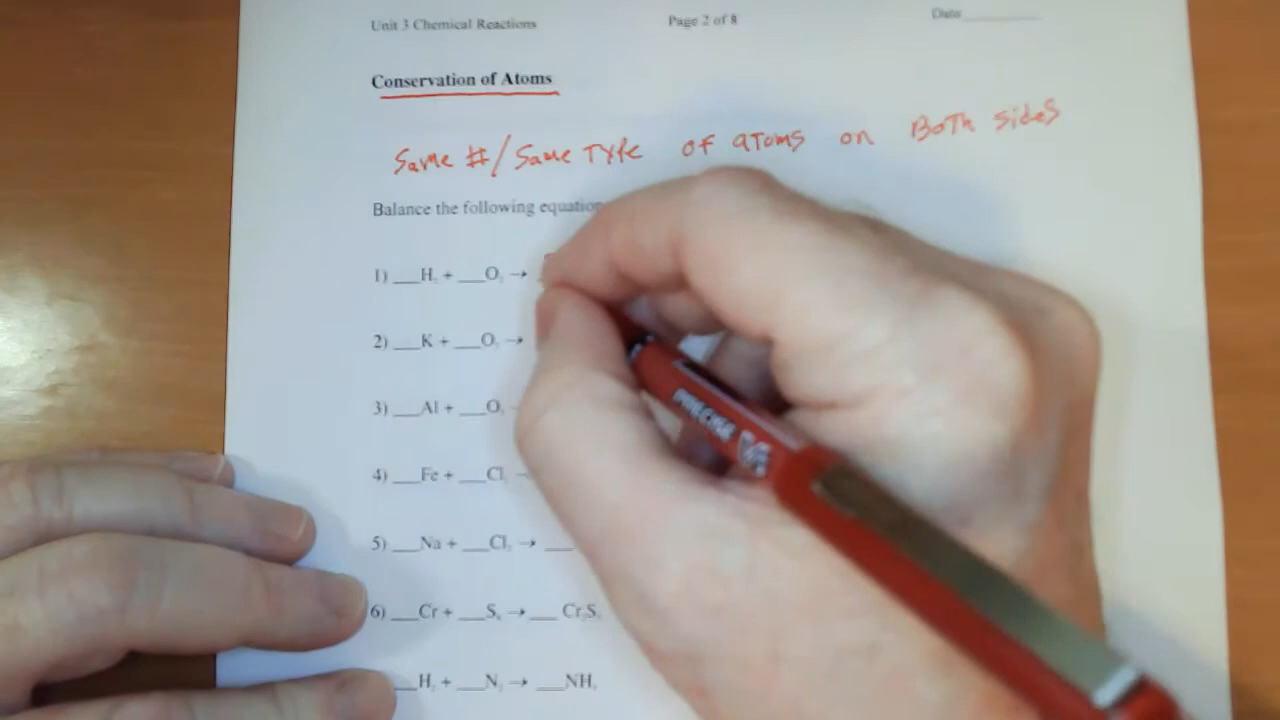 Unit 3 Chemical Reactions Page 2 of 8 Date__________
Conservation of Atoms
Same #/Same Type of atoms on Both sides
Balance the following equation
1) ___H₂ + ___O₂ →
2) ___K + ___O₂ →
3) ___Al + ___O₂
4) ___Fe + ___Cl₂
5) ___Na + ___Cl₂ → ___
6) ___Cr + ___S₈ → ___ Cr₂S₃
___H₂ + ___N₂ → ___NH₃
PRECISE V5